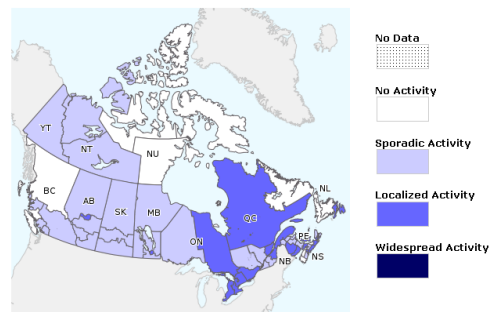 No Data
No Activity
Sporadic Activity
Localized Activity
Widespread Activity
YT
NT
NU
BC
AB
SK
MB
ON
QC
NL
PE
NB
NS